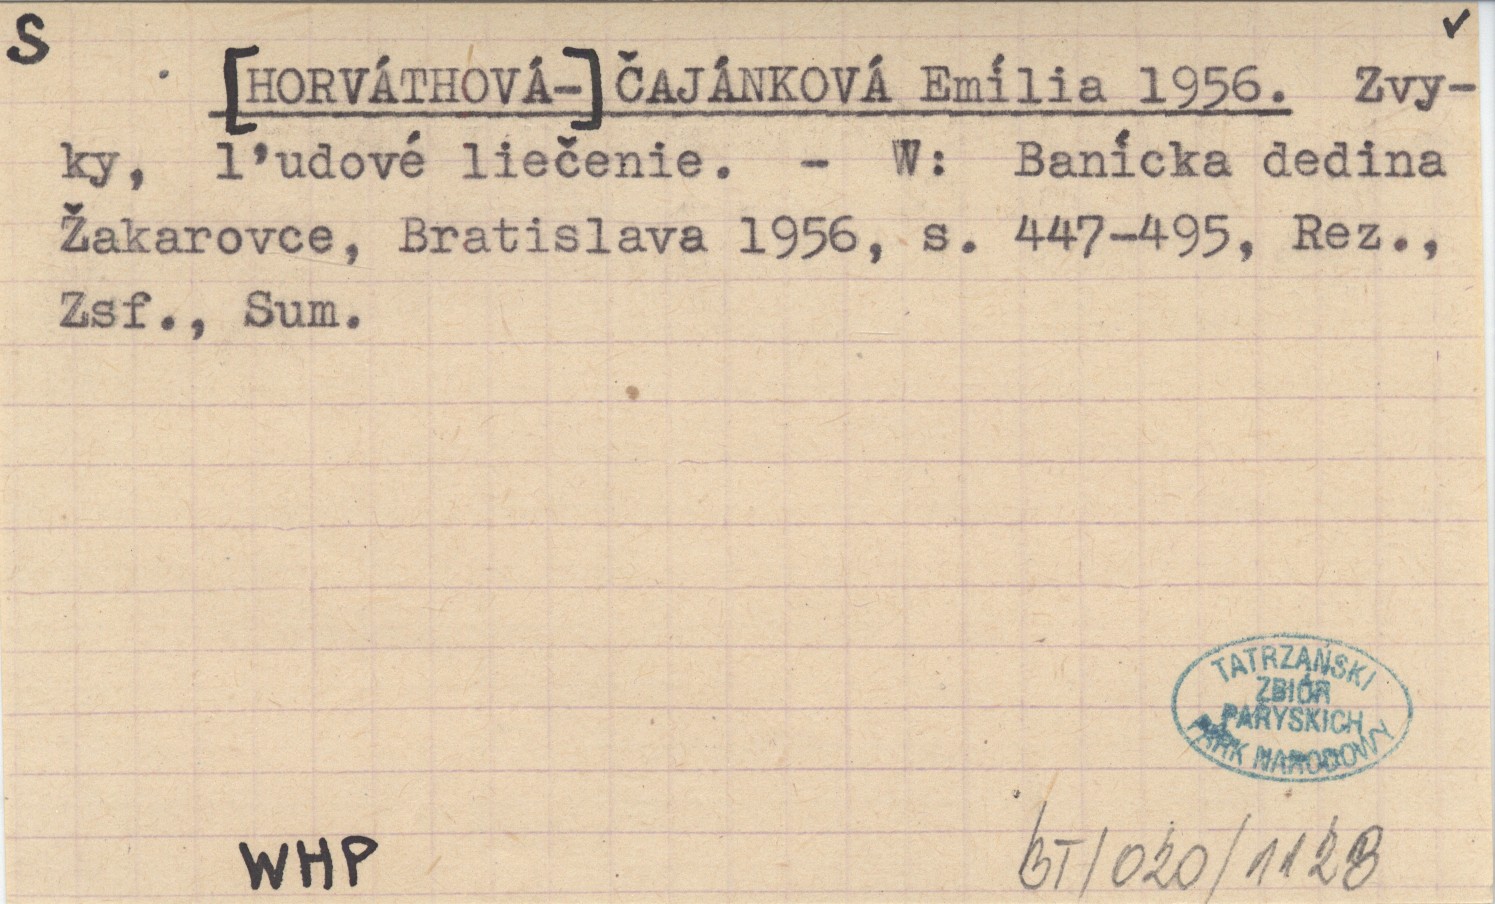 S ✓
[HORVÁTHOVÁ-] ČAJÁNKOVÁ Emília 1956. Zvy-
ky, l'udové liečenie. - W: Banícka dedina
Žakarovce, Bratislava 1956, s. 447-495, Rez.,
Zsf., Sum.
TATRZAŃSKI
ZBIÓR
PARYSKICH
PARK NARODOWY
WHP
BT/020/1128